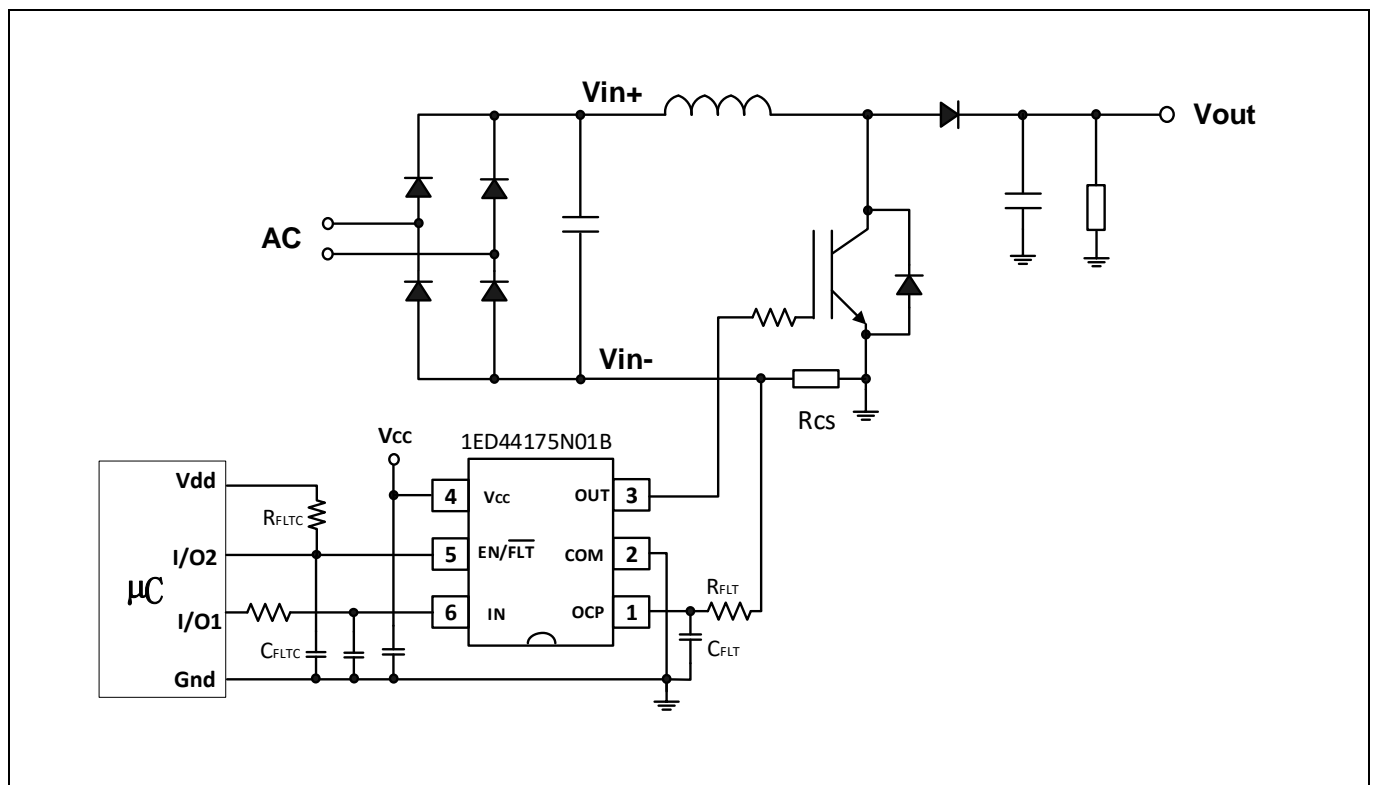 Vin+
Vout
AC
Vin-
Rcs
Vcc
1ED44175N01B
Vdd
4
Vcc
OUT
3
RFLTC
I/O2
5
EN/FLT
COM
2
μC
RFLT
I/O1
6
IN
OCP
1
CFLTC
CFLT
Gnd